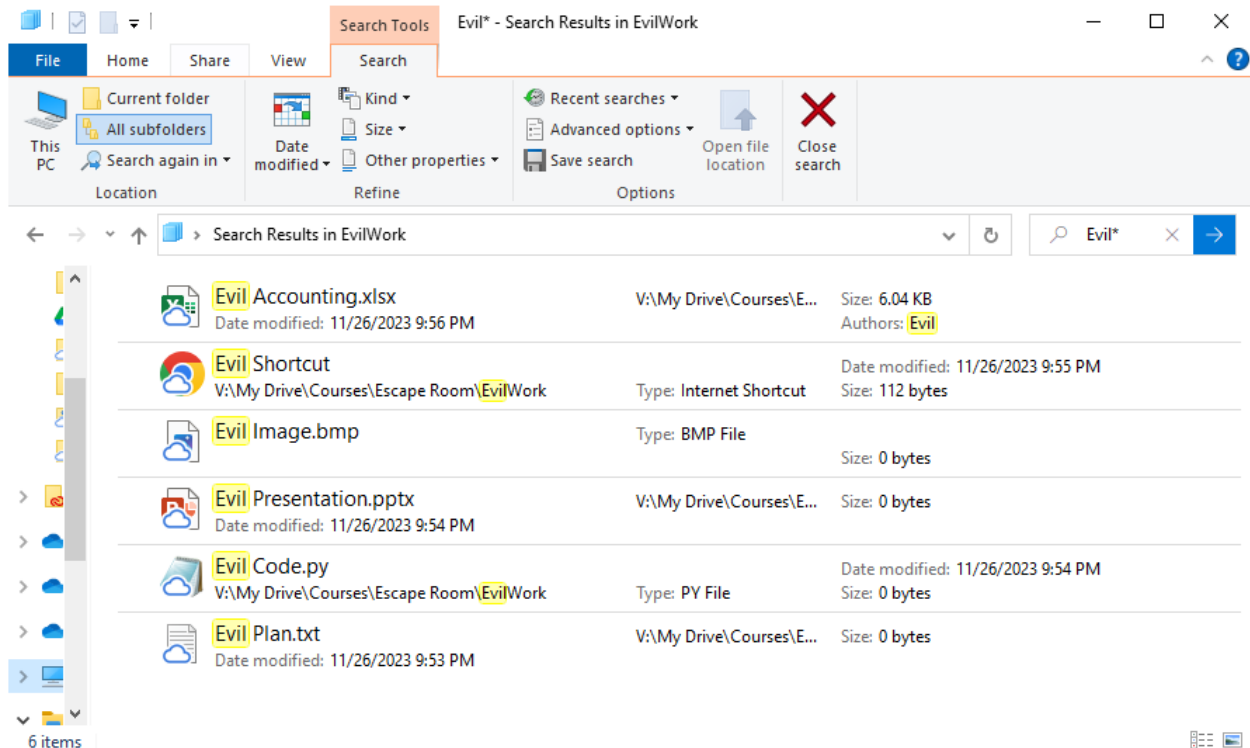 Search Tools
Evil* - Search Results in EvilWork
File Home Share View Search
This PC
Current folder
All subfolders
Search again in
Location
Date modified
Kind
Size
Other properties
Refine
Recent searches
Advanced options
Save search
Open file location
Options
Close search
Search Results in EvilWork
Evil*
Evil Accounting.xlsx V:\My Drive\Courses\E... Size: 6.04 KB
Date modified: 11/26/2023 9:56 PM Authors: Evil
Evil Shortcut Date modified: 11/26/2023 9:55 PM
V:\My Drive\Courses\Escape Room\EvilWork Type: Internet Shortcut Size: 112 bytes
Evil Image.bmp Type: BMP File
Size: 0 bytes
Evil Presentation.pptx V:\My Drive\Courses\E... Size: 0 bytes
Date modified: 11/26/2023 9:54 PM
Evil Code.py Date modified: 11/26/2023 9:54 PM
V:\My Drive\Courses\Escape Room\EvilWork Type: PY File Size: 0 bytes
Evil Plan.txt V:\My Drive\Courses\E... Size: 0 bytes
Date modified: 11/26/2023 9:53 PM
6 items